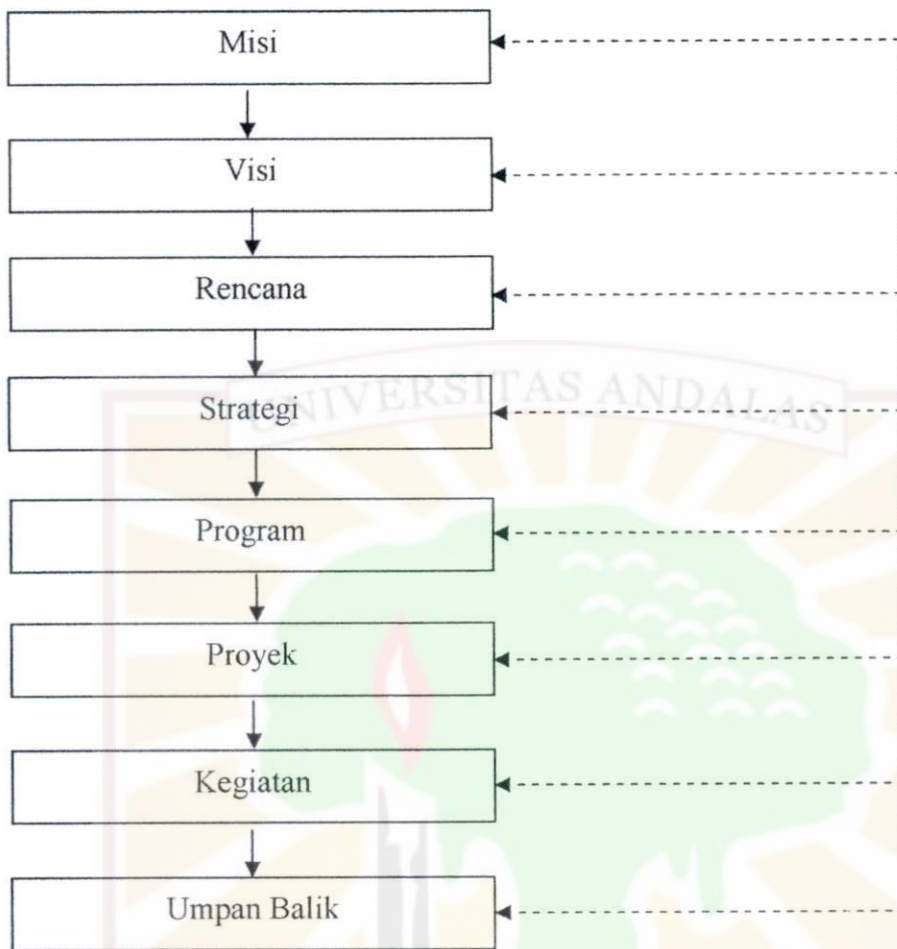 Misi
Visi
Rencana
UNIVERSITAS ANDALAS
Strategi
Program
Proyek
Kegiatan
Umpan Balik